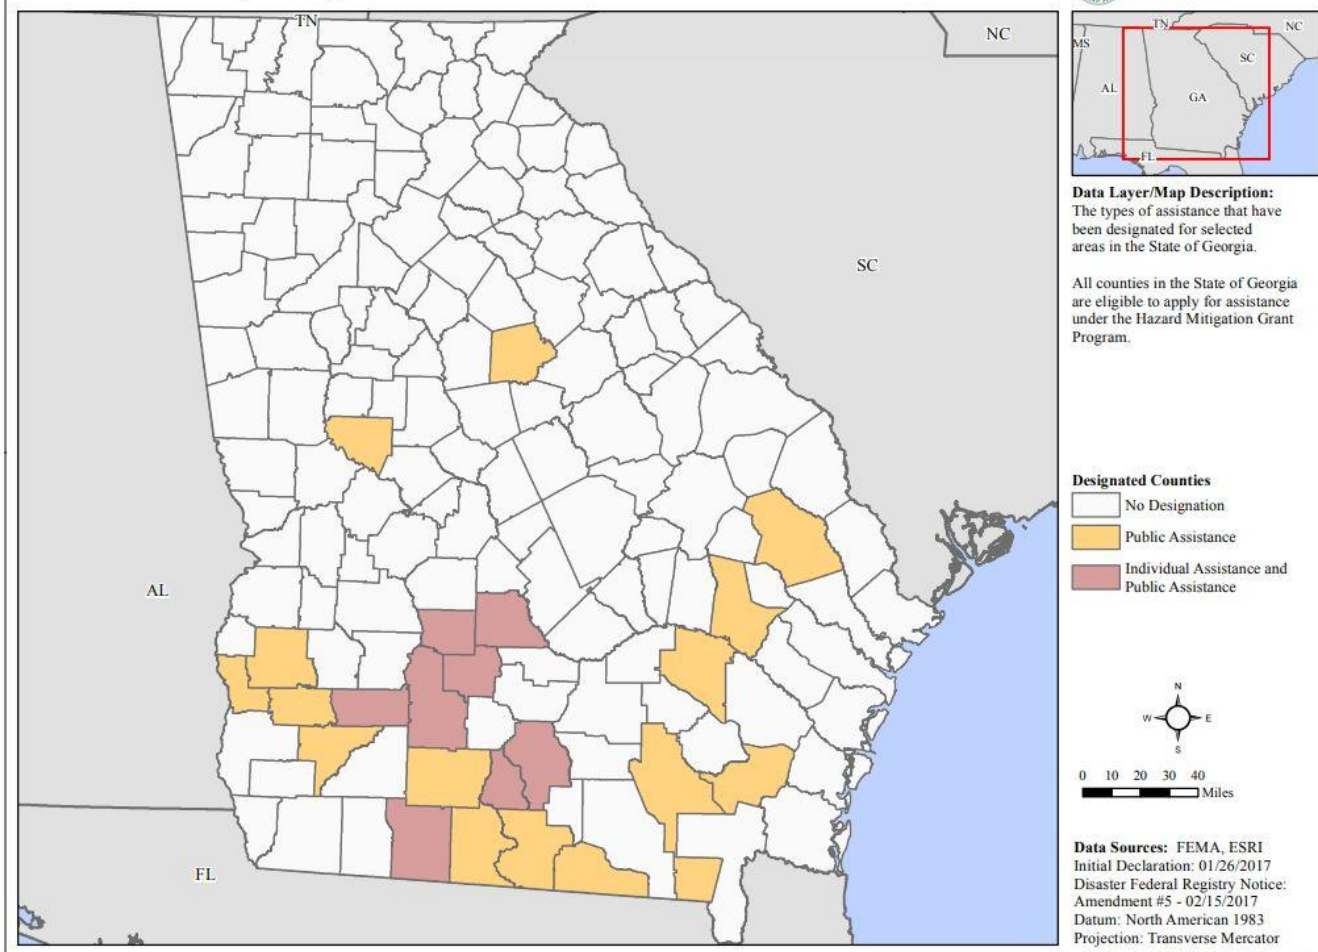 TN
NC
SC
AL
FL
TN
NC
MS
SC
AL
GA
FL
Data Layer/Map Description:
The types of assistance that have
been designated for selected
areas in the State of Georgia.
All counties in the State of Georgia
are eligible to apply for assistance
under the Hazard Mitigation Grant
Program.
Designated Counties
No Designation
Public Assistance
Individual Assistance and
Public Assistance
N
W E
S
0 10 20 30 40
Miles
Data Sources: FEMA, ESRI
Initial Declaration: 01/26/2017
Disaster Federal Registry Notice:
Amendment #5 - 02/15/2017
Datum: North American 1983
Projection: Transverse Mercator